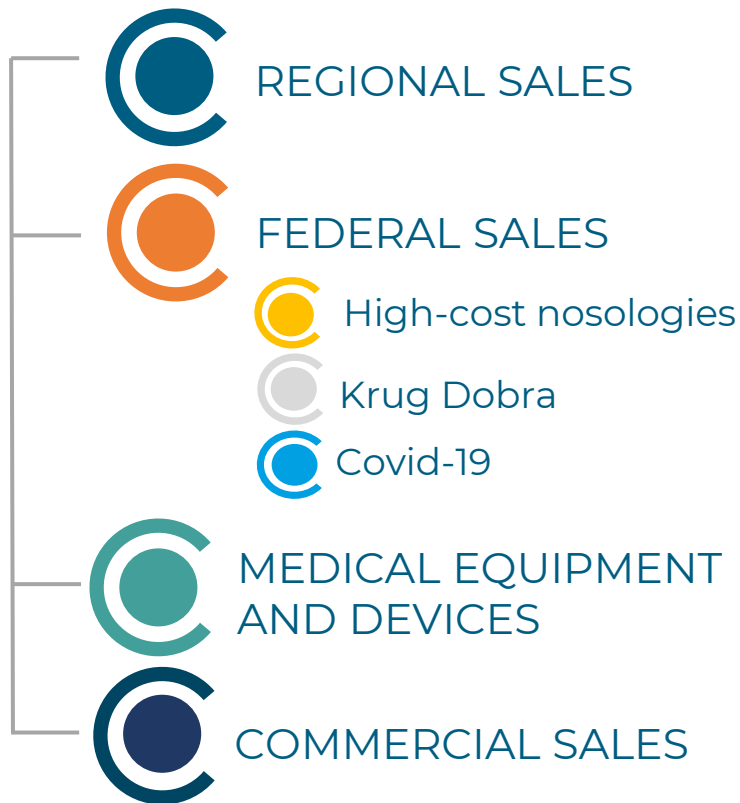 REGIONAL SALES
FEDERAL SALES
High-cost nosologies
Krug Dobra
Covid-19
MEDICAL EQUIPMENT
AND DEVICES
COMMERCIAL SALES